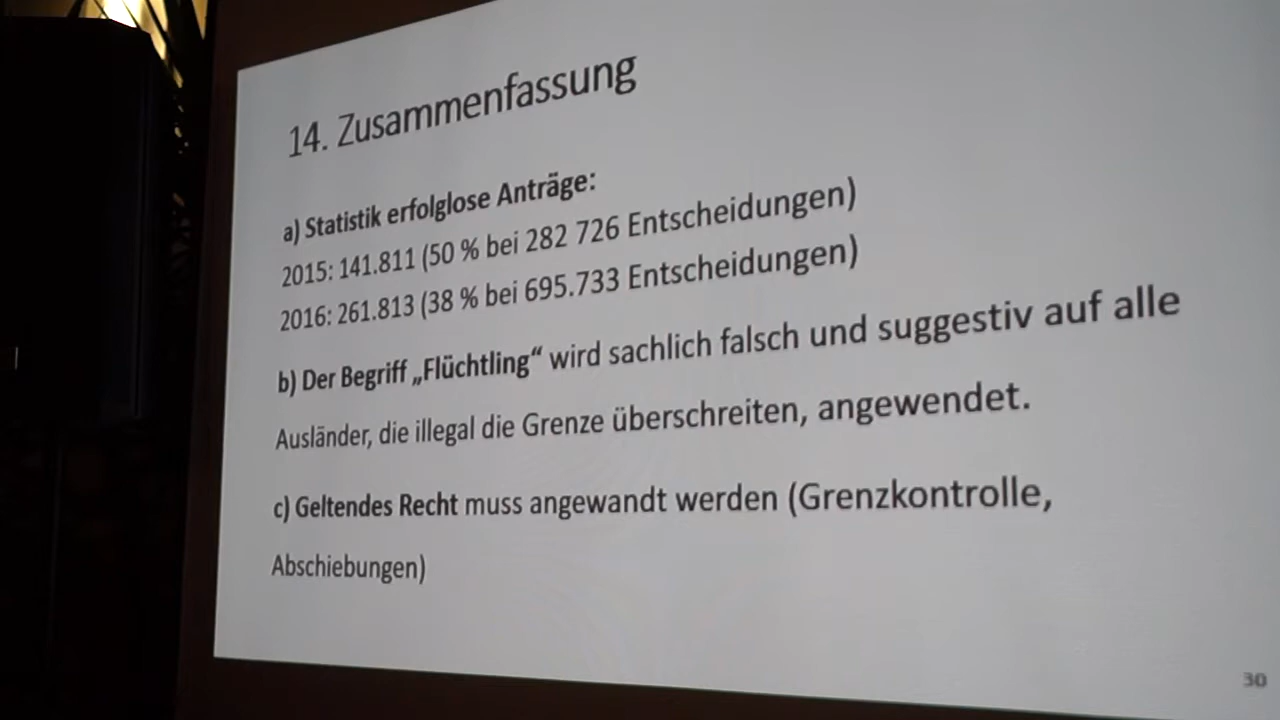 14. Zusammenfassung
a) Statistik erfolglose Anträge:
2015: 141.811 (50 % bei 282 726 Entscheidungen)
2016: 261.813 (38 % bei 695.733 Entscheidungen)
b) Der Begriff „Flüchtling“ wird sachlich falsch und suggestiv auf alle
Ausländer, die illegal die Grenze überschreiten, angewendet.
c) Geltendes Recht muss angewandt werden (Grenzkontrolle,
Abschiebungen)
30